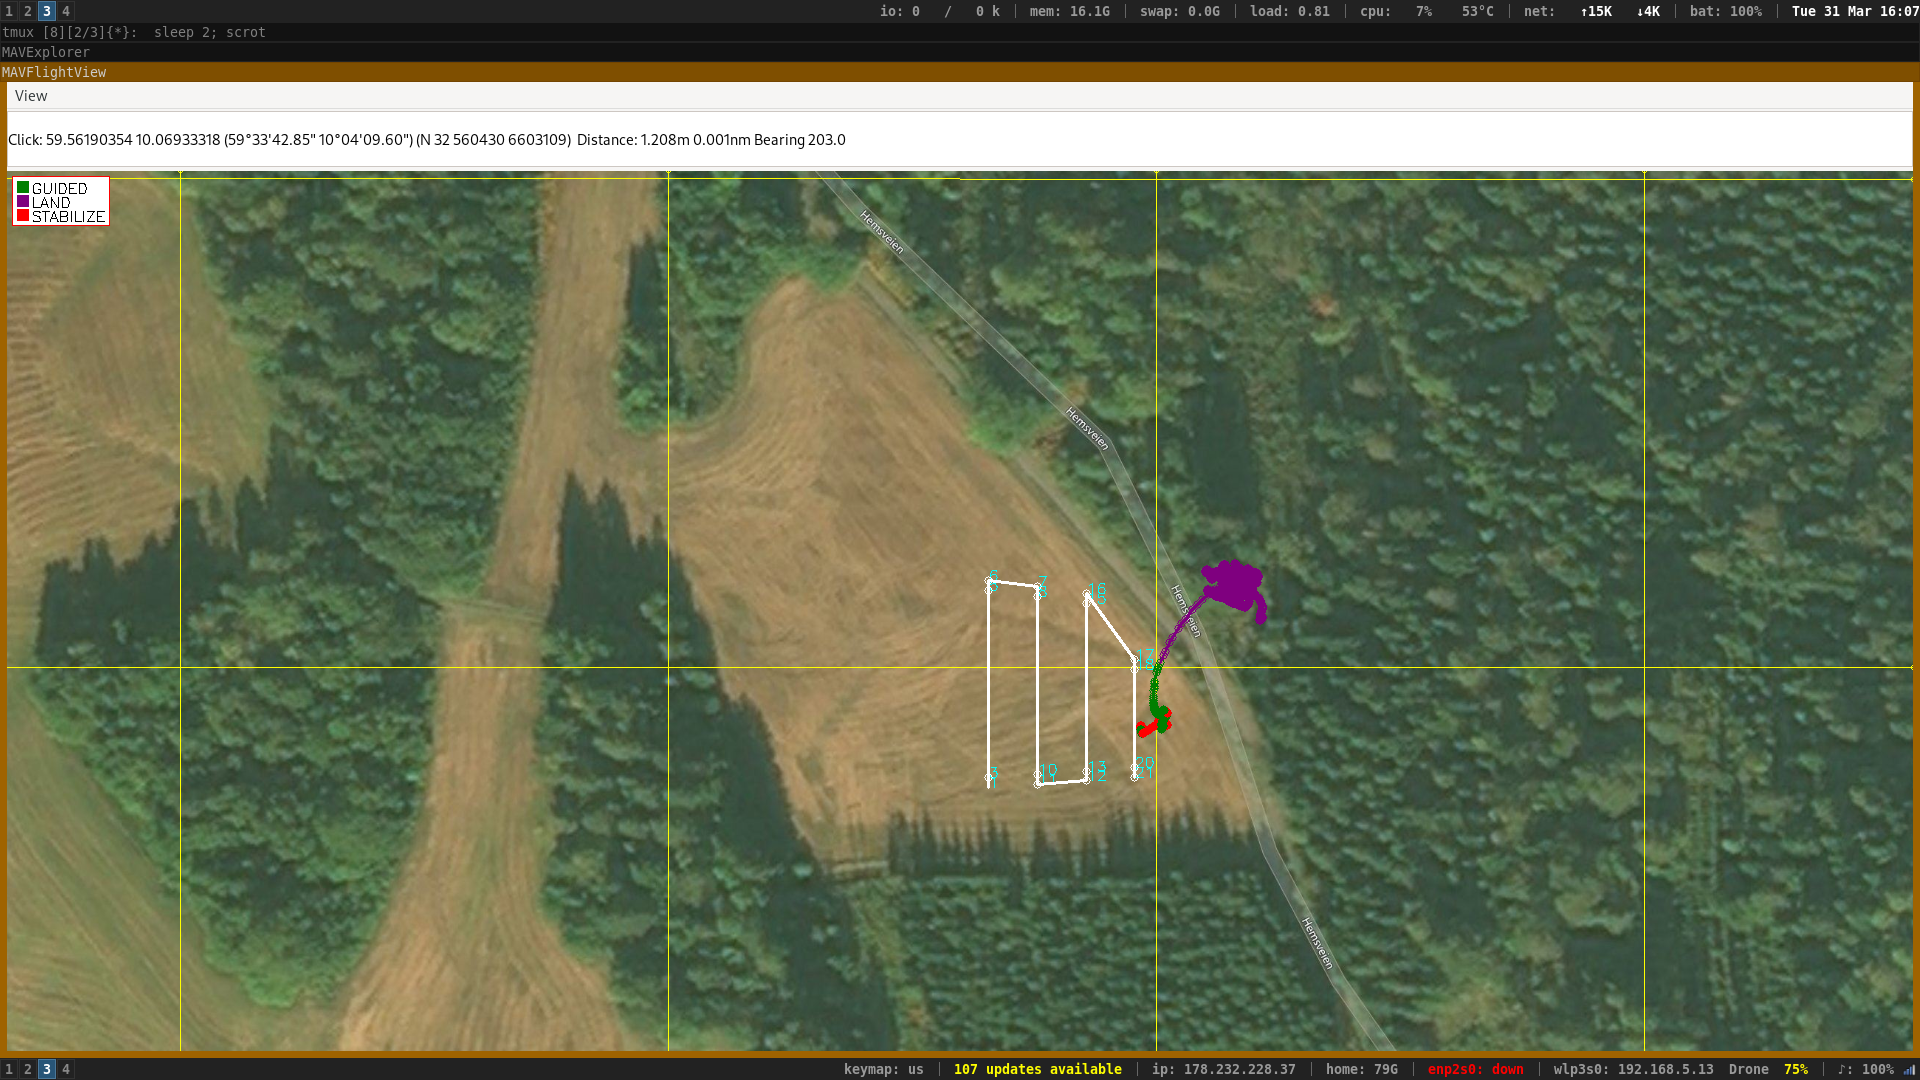 1 2 3 4 io: 0 / 0 k mem: 16.1G swap: 0.0G load: 0.81 cpu: 7% 53°C net: ↑15K ↓4K bat: 100% Tue 31 Mar 16:07
tmux [8][2/3]{*}: sleep 2; scrot
MAVExplorer
MAVFlightView
View
Click: 59.56190354 10.06933318 (59°33'42.85" 10°04'09.60") (N 32 560430 6603109) Distance: 1.208m 0.001nm Bearing 203.0
GUIDED
LAND
STABILIZE
Hemsveien
Hemsveien
Hemsveien
Hemsveien
6
7
8
16
15
17
3
1
10
13
12
20
21
1 2 3 4 keymap: us 107 updates available ip: 178.232.228.37 home: 79G enp2s0: down wlp3s0: 192.168.5.13 Drone 75% ♪: 100%